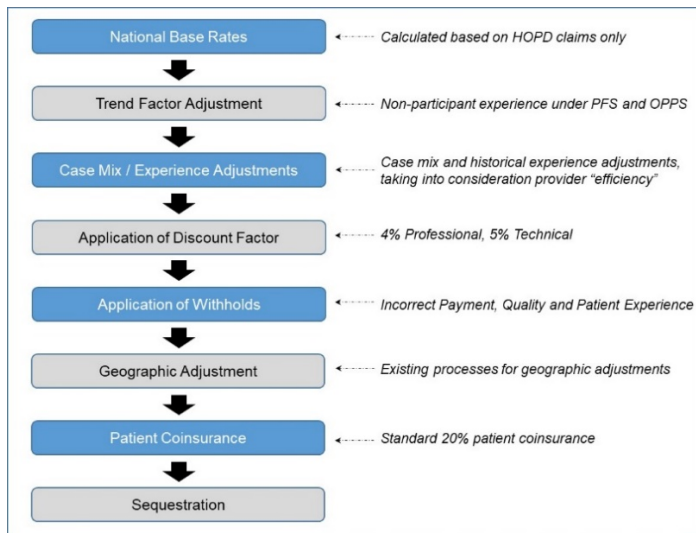 National Base Rates
Calculated based on HOPD claims only
Trend Factor Adjustment
Non-participant experience under PFS and OPPS
Case Mix / Experience Adjustments
Case mix and historical experience adjustments,
taking into consideration provider “efficiency”
Application of Discount Factor
4% Professional, 5% Technical
Application of Withholds
Incorrect Payment, Quality and Patient Experience
Geographic Adjustment
Existing processes for geographic adjustments
Patient Coinsurance
Standard 20% patient coinsurance
Sequestration